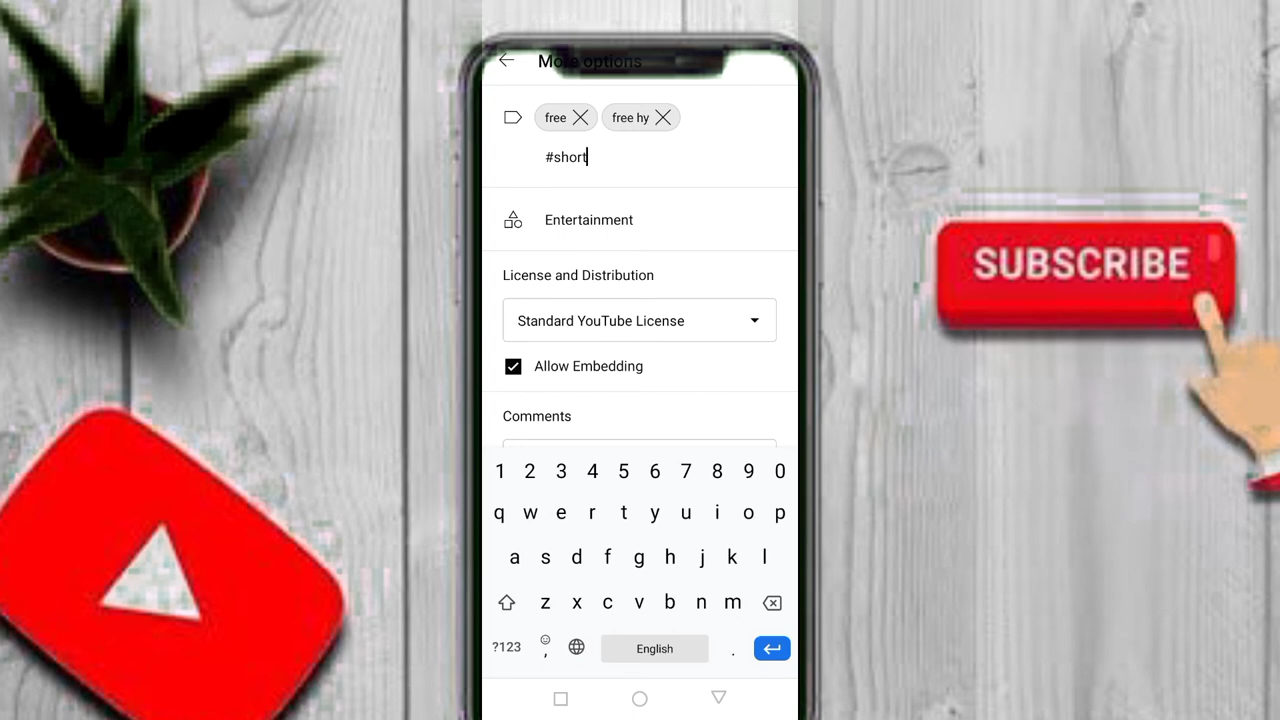 More options
free
free hy
#short
Entertainment
License and Distribution
Standard YouTube License
Allow Embedding
Comments
1 2 3 4 5 6 7 8 9 0
q w e r t y u i o p
a s d f g h j k l
z x c v b n m
?123 , English .
SUBSCRIBE